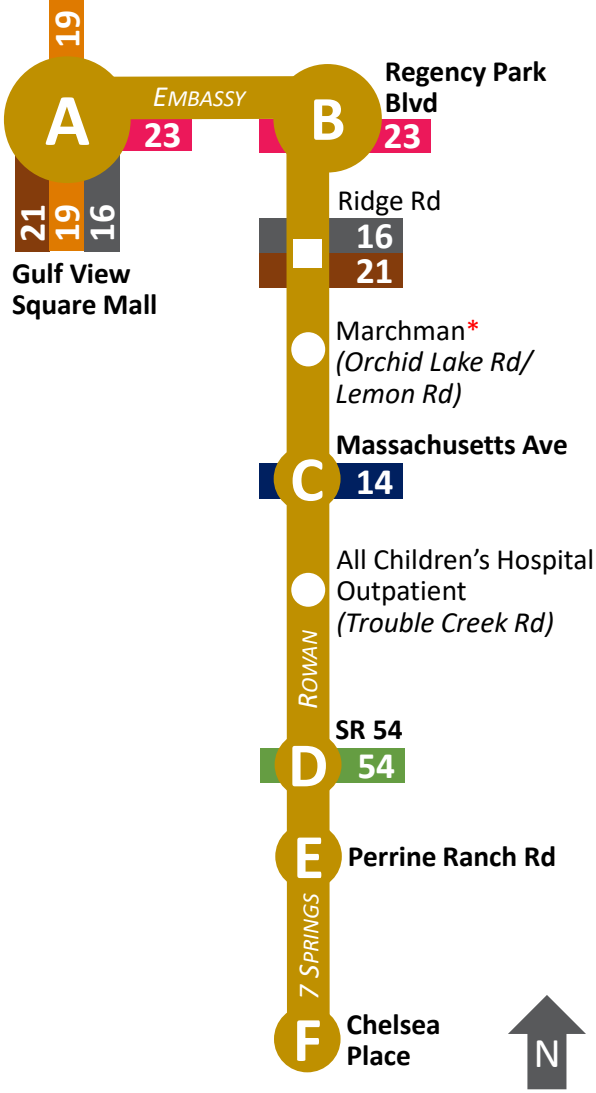 19
A
EMBASSY
B
Regency Park
Blvd
23
23
21
19
16
Gulf View
Square Mall
Ridge Rd
16
21
Marchman*
(Orchid Lake Rd/
Lemon Rd)
Massachusetts Ave
C
14
All Children’s Hospital
Outpatient
(Trouble Creek Rd)
ROWAN
SR 54
D
54
E
Perrine Ranch Rd
7 SPRINGS
F
Chelsea
Place
N